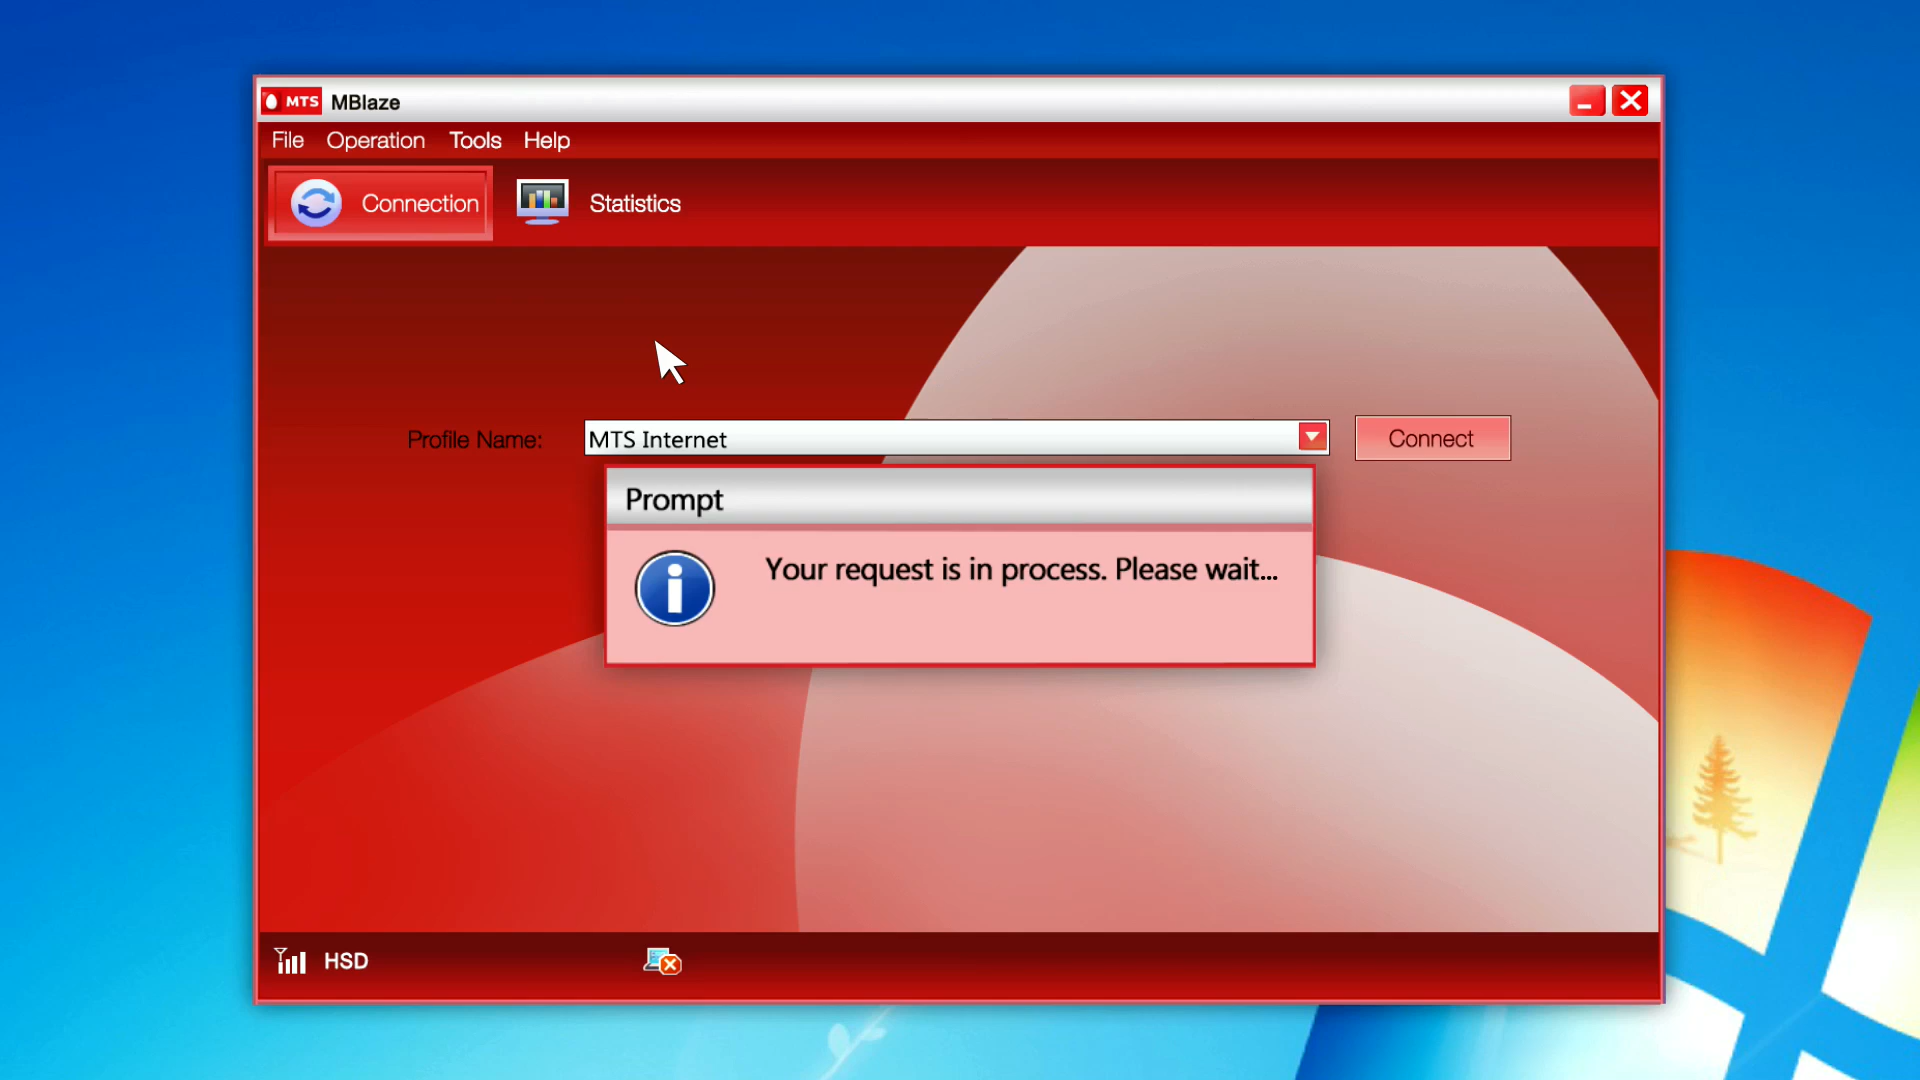 MTS MBlaze
File Operation Tools Help
Connection Statistics
Profile Name: MTS Internet Connect
Prompt
Your request is in process. Please wait...
HSD